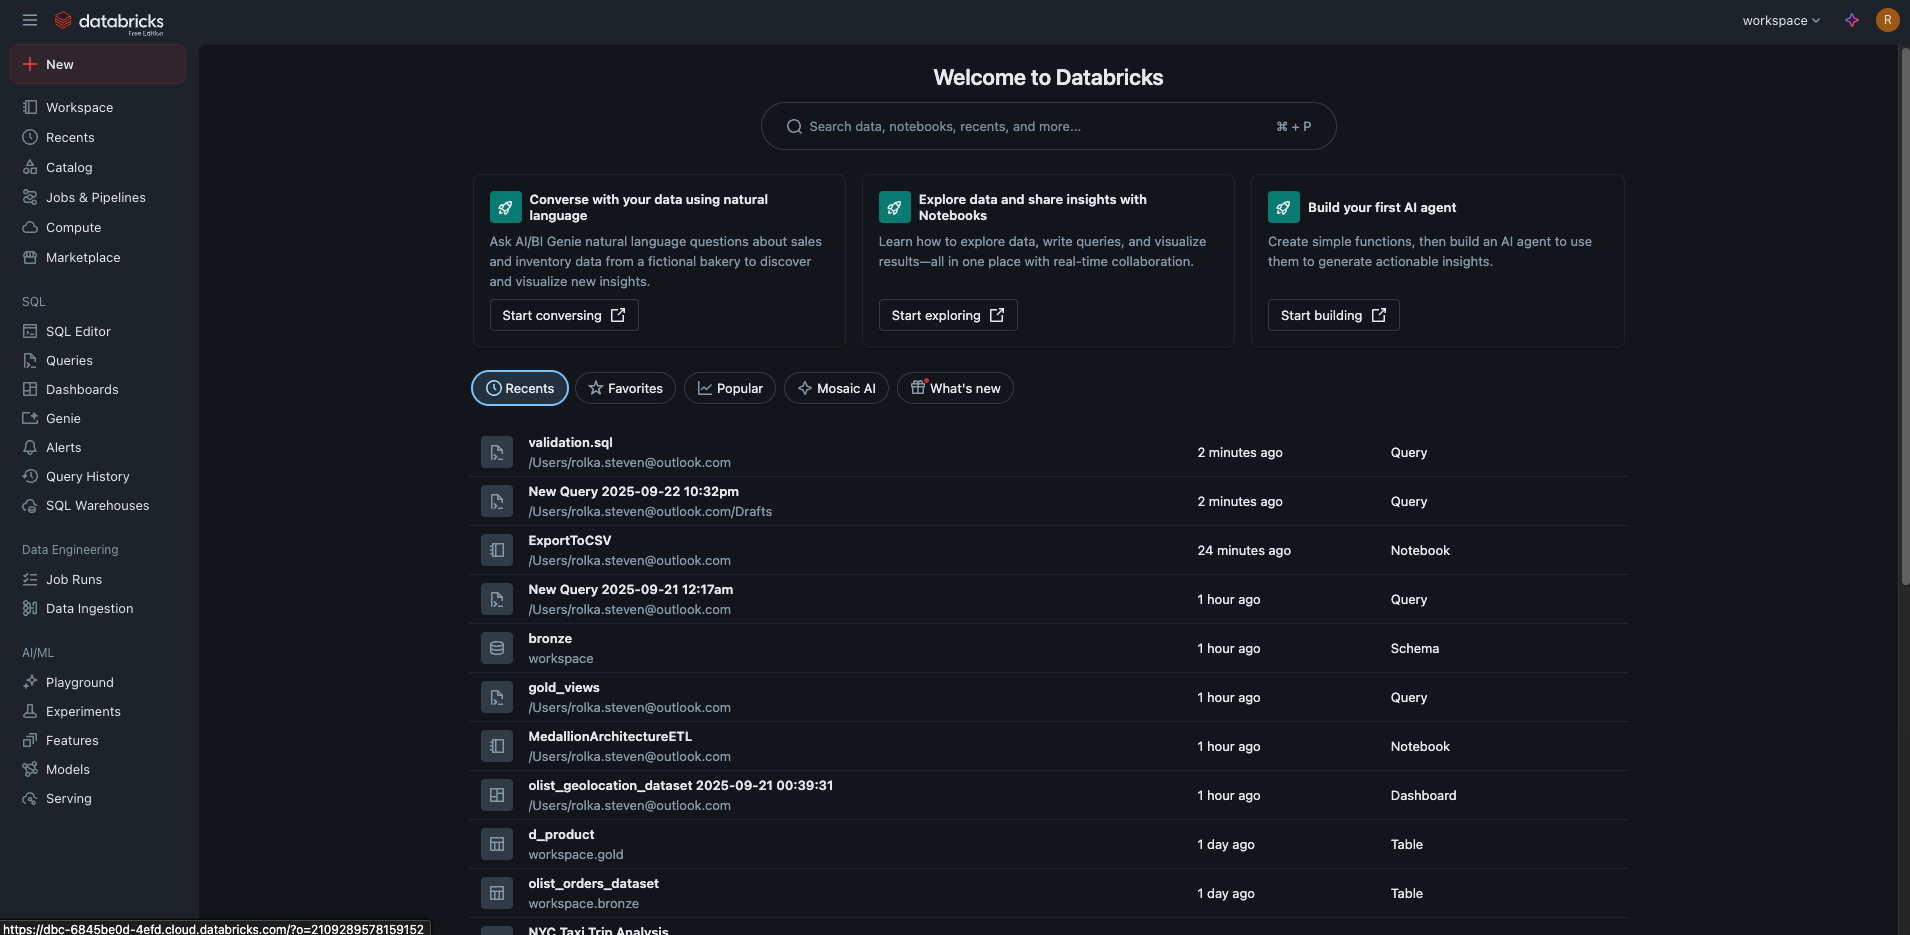 databricks
Free Edition
workspace
R
New
Workspace
Recents
Catalog
Jobs & Pipelines
Compute
Marketplace
SQL
SQL Editor
Queries
Dashboards
Genie
Alerts
Query History
SQL Warehouses
Data Engineering
Job Runs
Data Ingestion
AI/ML
Playground
Experiments
Features
Models
Serving
Welcome to Databricks
Search data, notebooks, recents, and more... ⌘ + P
Converse with your data using natural
language
Ask AI/BI Genie natural language questions about sales
and inventory data from a fictional bakery to discover
and visualize new insights.
Start conversing
Explore data and share insights with
Notebooks
Learn how to explore data, write queries, and visualize
results—all in one place with real-time collaboration.
Start exploring
Build your first AI agent
Create simple functions, then build an AI agent to use
them to generate actionable insights.
Start building
Recents Favorites Popular Mosaic AI What's new
validation.sql
/Users/rolka.steven@outlook.com
2 minutes ago Query
New Query 2025-09-22 10:32pm
/Users/rolka.steven@outlook.com/Drafts
2 minutes ago Query
ExportToCSV
/Users/rolka.steven@outlook.com
24 minutes ago Notebook
New Query 2025-09-21 12:17am
/Users/rolka.steven@outlook.com
1 hour ago Query
bronze
workspace
1 hour ago Schema
gold_views
/Users/rolka.steven@outlook.com
1 hour ago Query
MedallionArchitectureETL
/Users/rolka.steven@outlook.com
1 hour ago Notebook
olist_geolocation_dataset 2025-09-21 00:39:31
/Users/rolka.steven@outlook.com
1 hour ago Dashboard
d_product
workspace.gold
1 day ago Table
olist_orders_dataset
workspace.bronze
1 day ago Table
NYC Taxi Trip Analysis
https://dbc-6845be0d-4efd.cloud.databricks.com/?o=2109289578159152